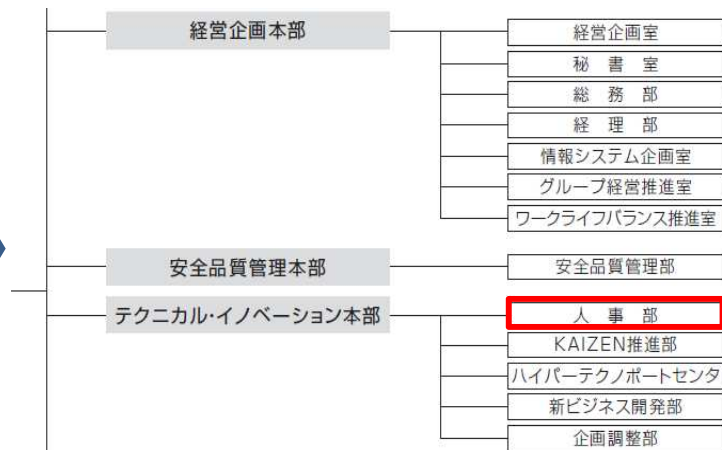 経営企画本部
経営企画室
秘書室
総務部
経理部
情報システム企画室
グループ経営推進室
ワークライフバランス推進室
安全品質管理本部
安全品質管理部
テクニカル・イノベーション本部
人事部
KAIZEN推進部
ハイパーテクノポートセンタ
新ビジネス開発部
企画調整部